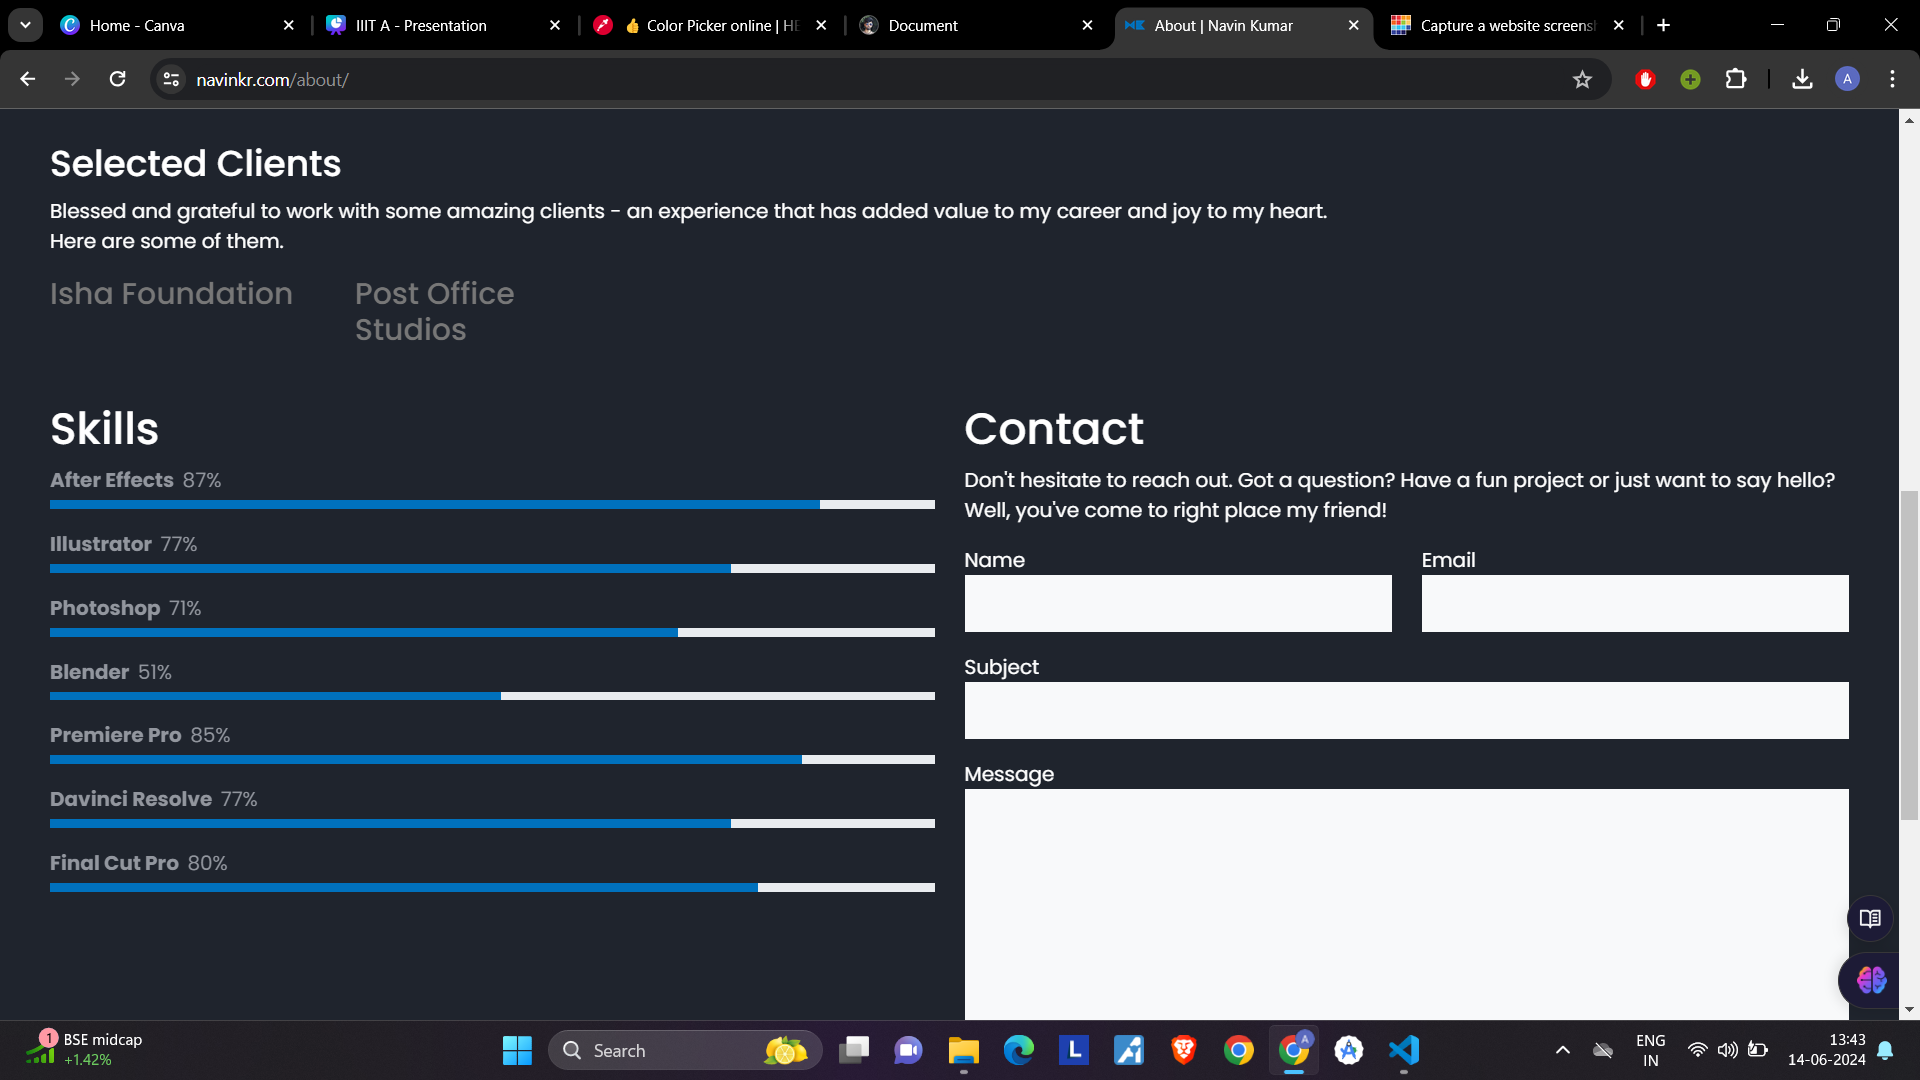 Home - Canva
IIIT A - Presentation
👍 Color Picker online | HE
Document
About | Navin Kumar
Capture a website screensh
navinkr.com/about/
A
Selected Clients
Blessed and grateful to work with some amazing clients - an experience that has added value to my career and joy to my heart.
Here are some of them.
Isha Foundation
Post Office
Studios
Skills
After Effects 87%
Illustrator 77%
Photoshop 71%
Blender 51%
Premiere Pro 85%
Davinci Resolve 77%
Final Cut Pro 80%
Contact
Don't hesitate to reach out. Got a question? Have a fun project or just want to say hello?
Well, you've come to right place my friend!
Name
Email
Subject
Message
1
BSE midcap
+1.42%
Search
L
A
ENG
IN
13:43
14-06-2024